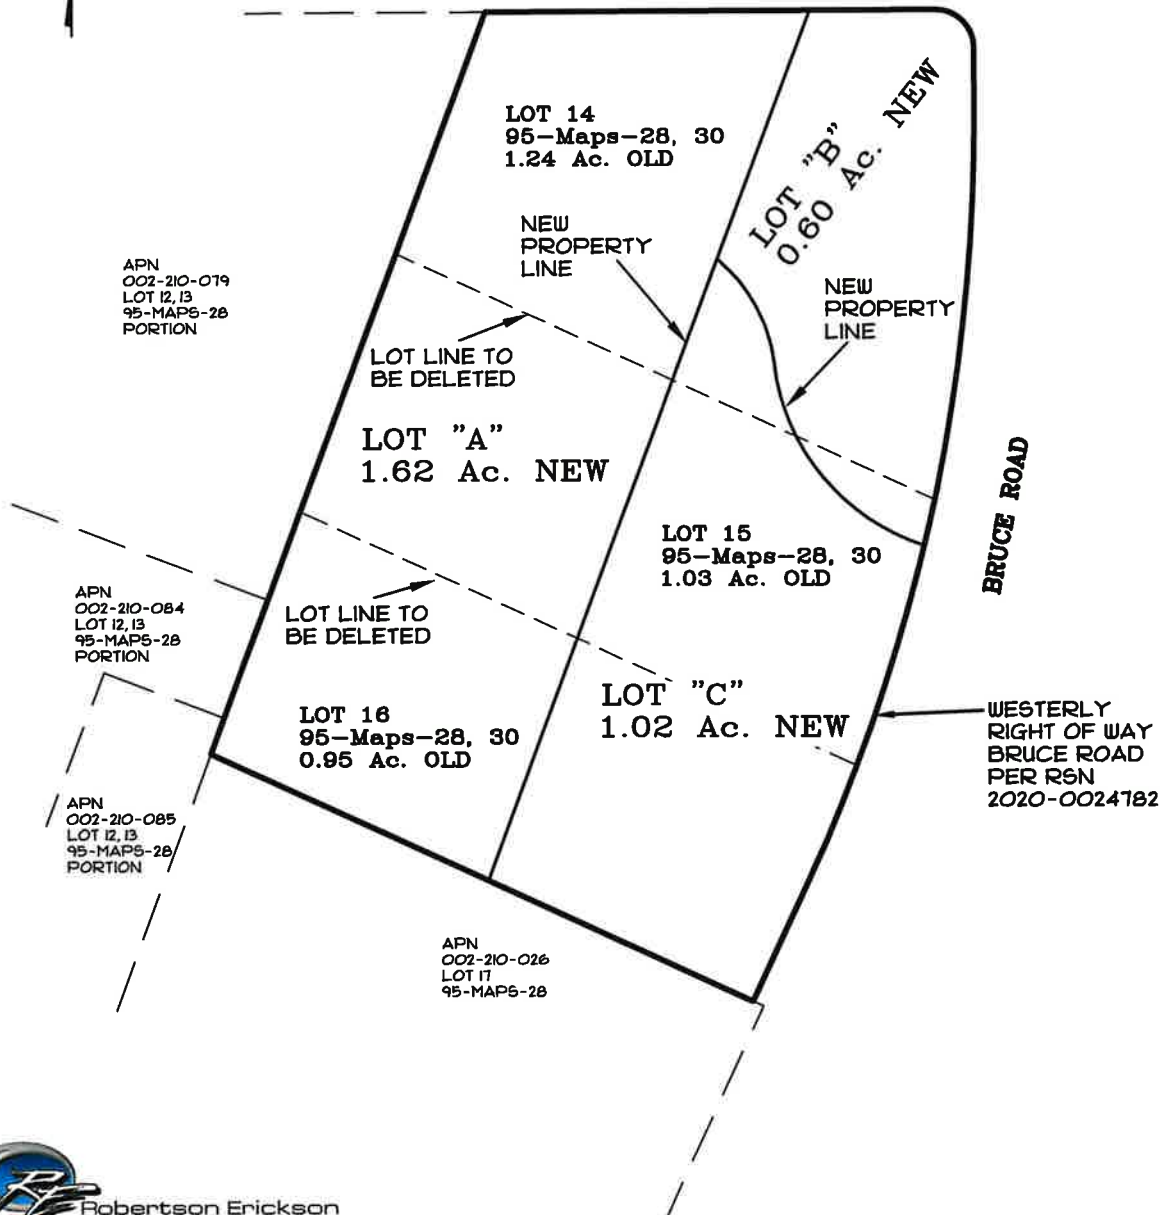 LOT 14
95-Maps-28, 30
1.24 Ac. OLD
LOT "B"
0.60 Ac. NEW
NEW
PROPERTY
LINE
APN
002-210-079
LOT 12, 13
95-MAPS-28
PORTION
NEW
PROPERTY
LINE
LOT LINE TO
BE DELETED
LOT "A"
1.62 Ac. NEW
BRUCE ROAD
LOT 15
95-Maps-28, 30
1.03 Ac. OLD
APN
002-210-084
LOT 12, 13
95-MAPS-28
PORTION
LOT LINE TO
BE DELETED
LOT "C"
1.02 Ac. NEW
LOT 16
95-Maps-28, 30
0.95 Ac. OLD
WESTERLY
RIGHT OF WAY
BRUCE ROAD
PER RSN
2020-0024782
APN
002-210-085
LOT 12, 13
95-MAPS-28
PORTION
APN
002-210-026
LOT 17
95-MAPS-28
RE
Robertson Erickson